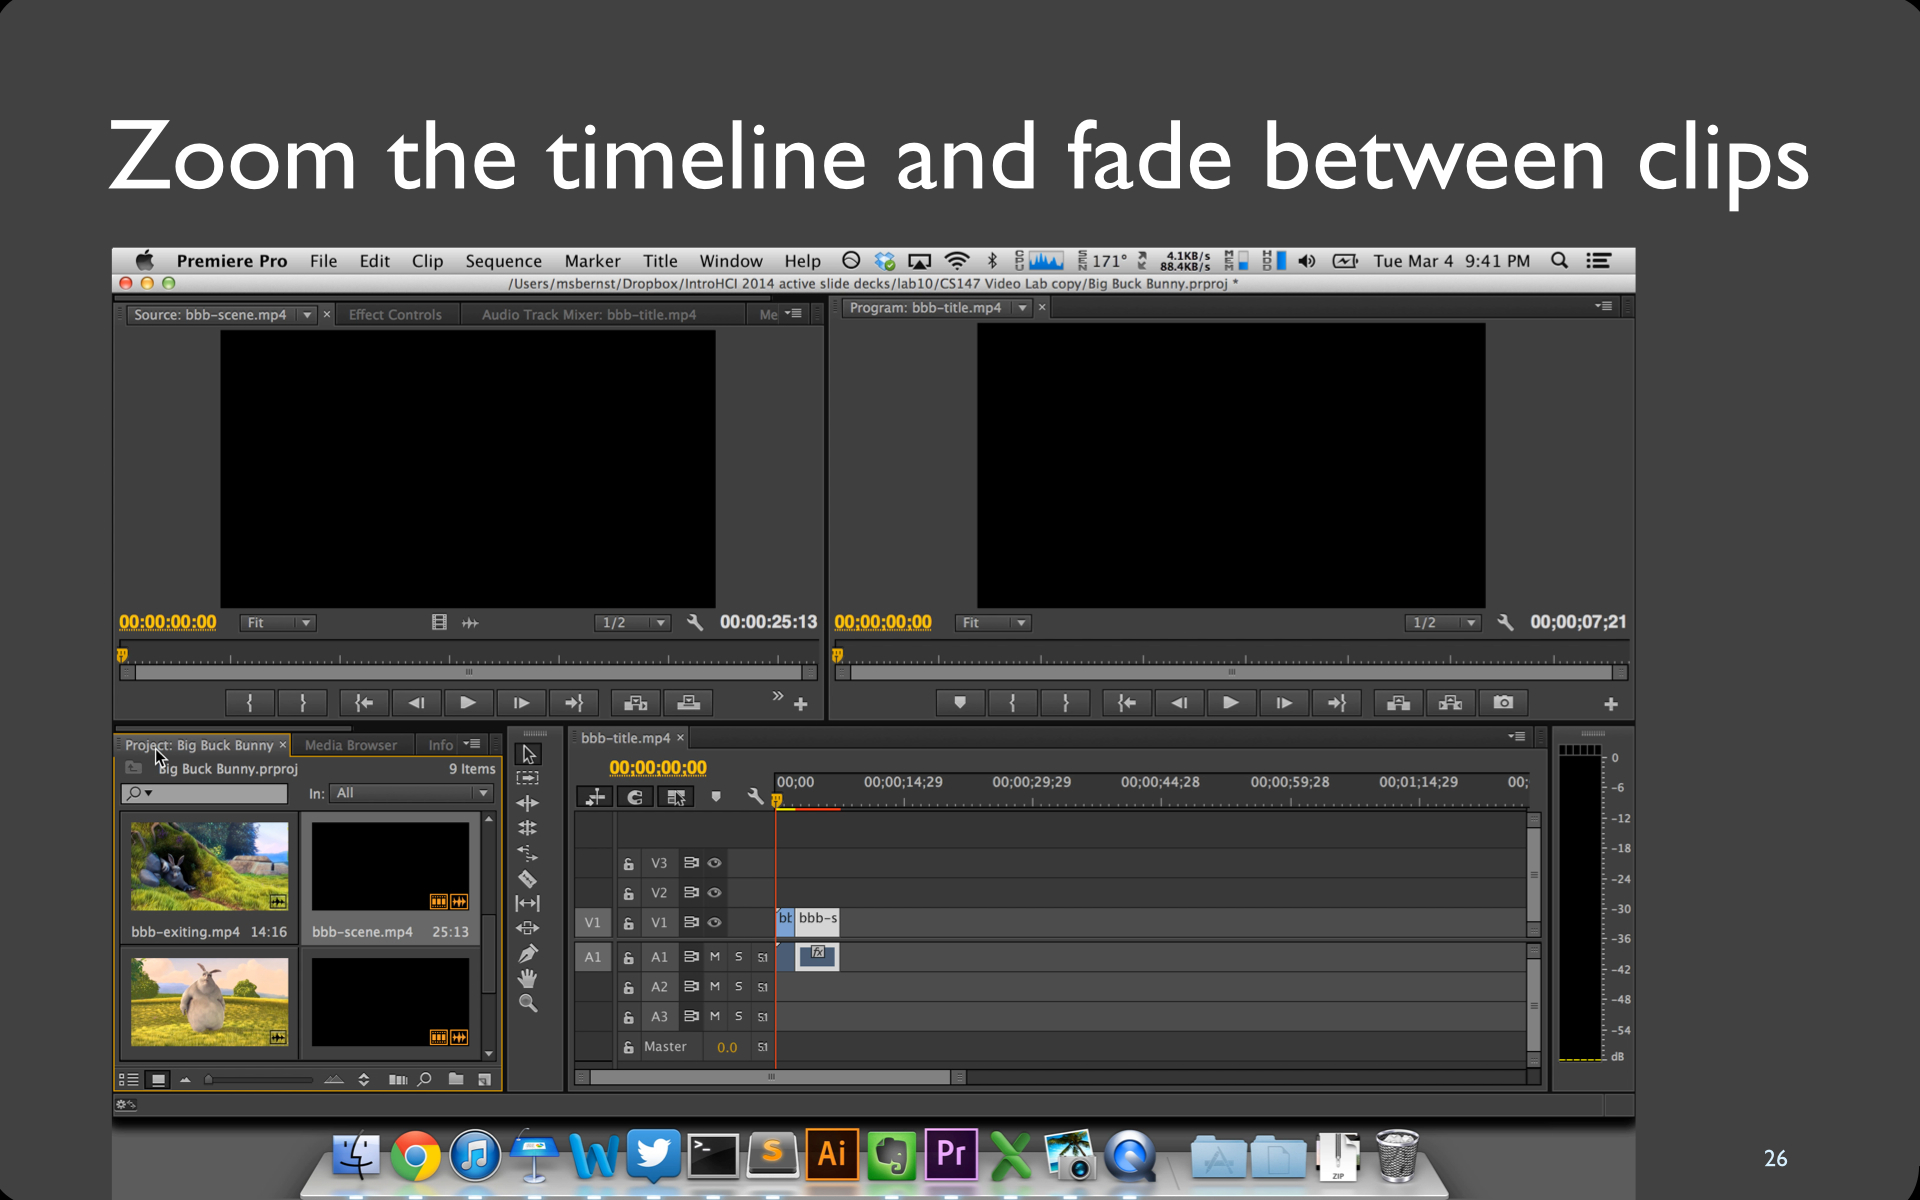 Zoom the timeline and fade between clips
Premiere Pro File Edit Clip Sequence Marker Title Window Help CPU SEN 171° 4.1KB/s 88.4KB/s MEM HDD Tue Mar 4 9:41 PM
/Users/msbernst/Dropbox/IntroHCI 2014 active slide decks/lab10/CS147 Video Lab copy/Big Buck Bunny.prproj *
Source: bbb-scene.mp4 × Effect Controls Audio Track Mixer: bbb-title.mp4 Me
Program: bbb-title.mp4 ×
00:00:00:00 Fit 1/2 00:00:25:13
00;00;00;00 Fit 1/2 00;00;07;21
Project: Big Buck Bunny × Media Browser Info
Big Buck Bunny.prproj 9 Items
In: All
bbb-exiting.mp4 14:16
bbb-scene.mp4 25:13
bbb-title.mp4 ×
00;00;00;00
00;00 00;00;14;29 00;00;29;29 00;00;44;28 00;00;59;28 00;01;14;29 00;
V3
V2
V1 V1 bb bbb-s
A1 A1 M S fx
A2 M S
A3 M S
Master 0.0
0
-6
-12
-18
-24
-30
-36
-42
-48
-54
dB
>_ S Ai Pr ZIP
26